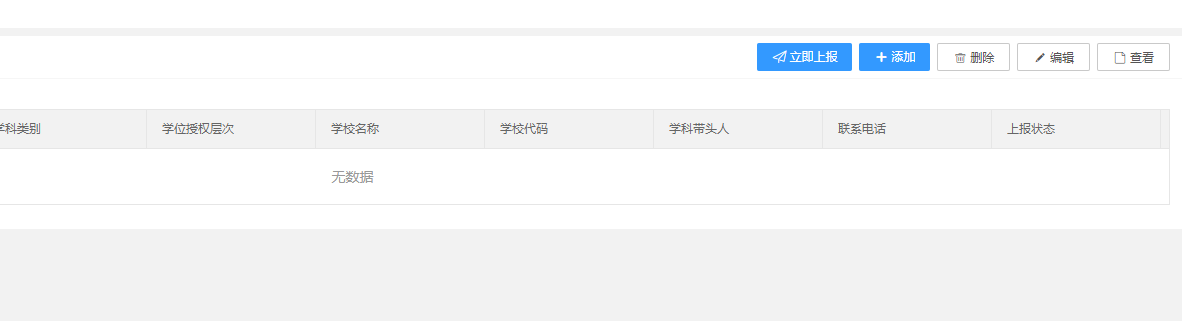 立即上报 添加 删除 编辑 查看
学科类别 学位授权层次 学校名称 学校代码 学科带头人 联系电话 上报状态
无数据